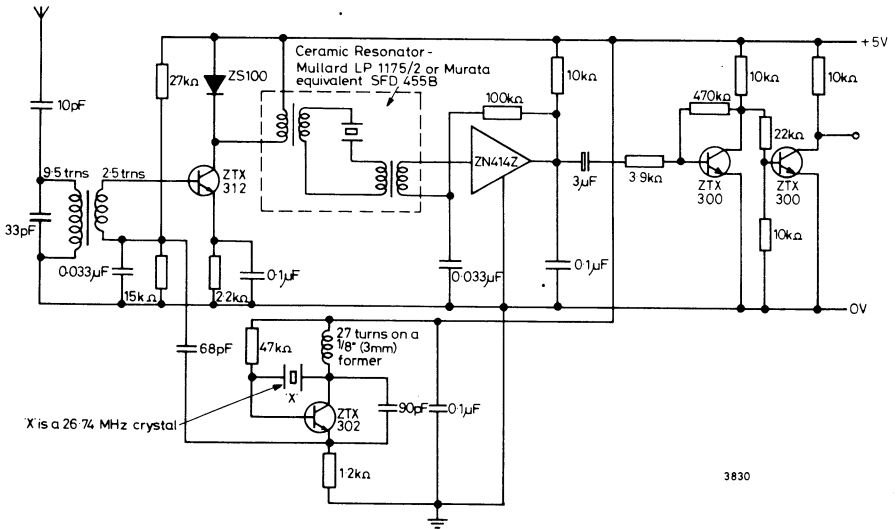 +5V
Ceramic Resonator-
Mullard LP 1175/2 or Murata
equivalent SFD 455B
27kΩ
ZS100
10kΩ
10kΩ
10kΩ
10pF
100kΩ
470kΩ
22kΩ
9·5 trns
2·5 trns
ZTX
312
ZN414Z
3µF
3·9kΩ
ZTX
300
ZTX
300
33pF
0·033µF
15kΩ
2·2kΩ
0·1µF
0·033µF
0·1µF
10kΩ
0V
68pF
47kΩ
27 turns on a
1/8" (3mm)
former
'X'
ZTX
302
90pF
0·1µF
'X' is a 26·74 MHz crystal
1·2kΩ
3830